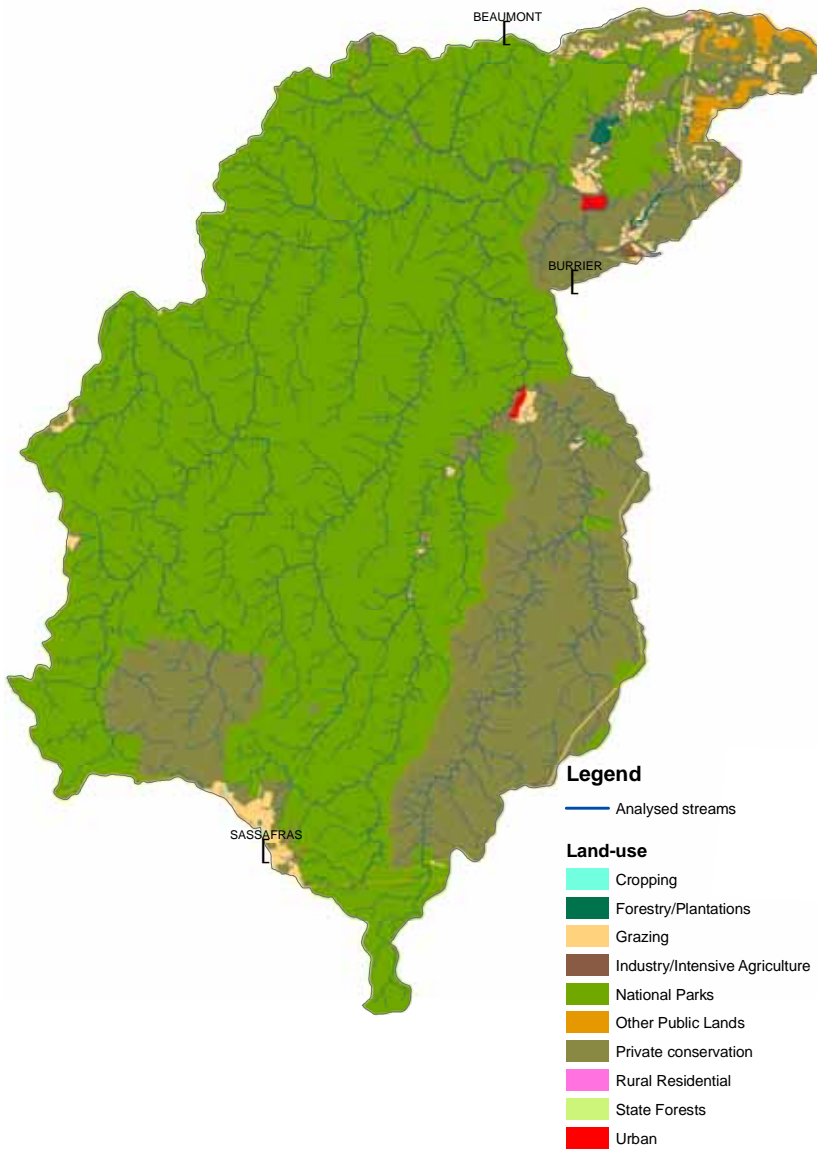 BEAUMONT
BURRIER
SASSAFRAS
Legend
Analysed streams
Land-use
Cropping
Forestry/Plantations
Grazing
Industry/Intensive Agriculture
National Parks
Other Public Lands
Private conservation
Rural Residential
State Forests
Urban